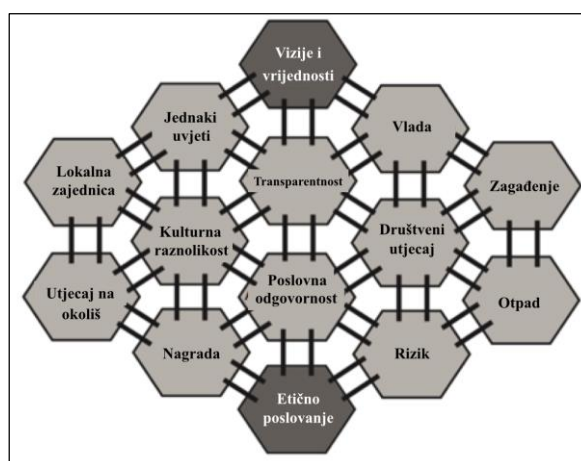 Vizije i
vrijednosti
Jednaki
uvjeti
Vlada
Lokalna
zajednica
Transparentnost
Zagađenje
Kulturna
raznolikost
Društveni
utjecaj
Utjecaj na
okoliš
Poslovna
odgovornost
Otpad
Nagrada
Rizik
Etično
poslovanje